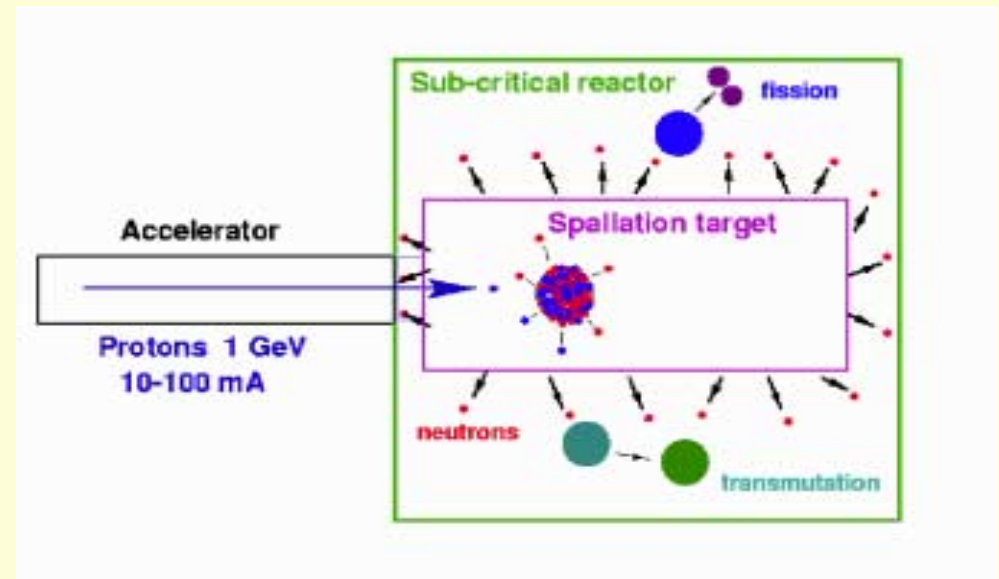 Sub-critical reactor
fission
Spallation target
Accelerator
Protons 1 GeV
10-100 mA
neutrons
transmutation